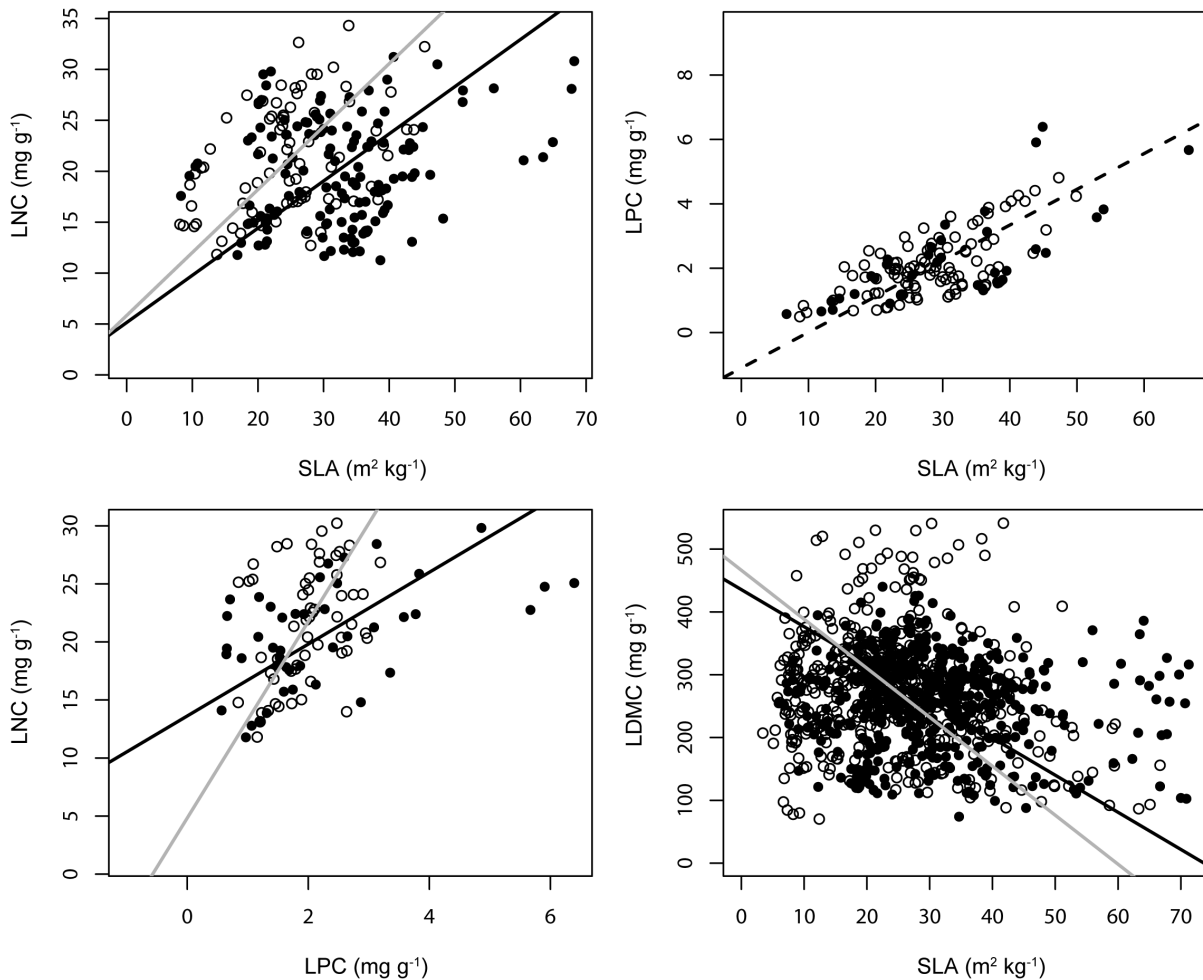 35
30
25
20
15
10
5
0
LNC (mg g⁻¹)
0 10 20 30 40 50 60 70
SLA (m² kg⁻¹)
8
6
4
2
0
LPC (mg g⁻¹)
0 10 20 30 40 50 60
SLA (m² kg⁻¹)
30
25
20
15
10
5
0
LNC (mg g⁻¹)
0 2 4 6
LPC (mg g⁻¹)
500
400
300
200
100
0
LDMC (mg g⁻¹)
0 10 20 30 40 50 60 70
SLA (m² kg⁻¹)